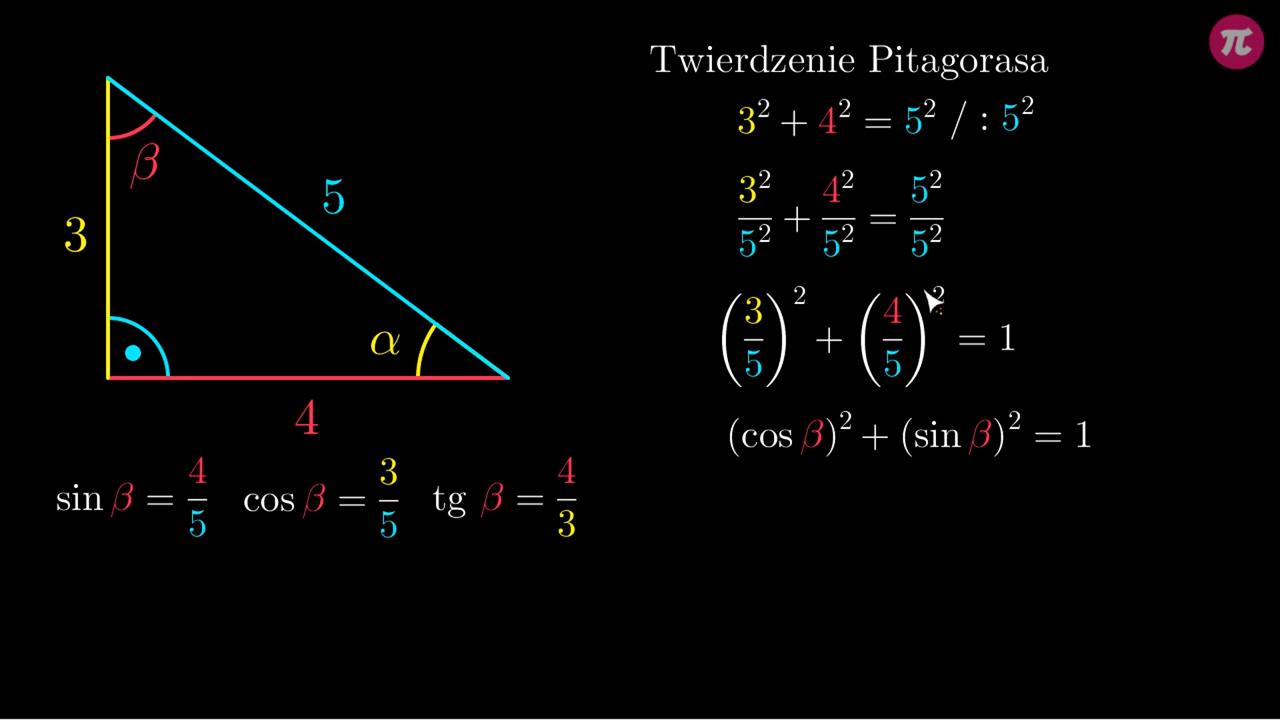 Twierdzenie Pitagorasa
3² + 4² = 5² / : 5²
3²/5² + 4²/5² = 5²/5²
(3/5)² + (4/5)² = 1
(cos β)² + (sin β)² = 1
β
5
3
α
4
sin β = 4/5 cos β = 3/5 tg β = 4/3
π